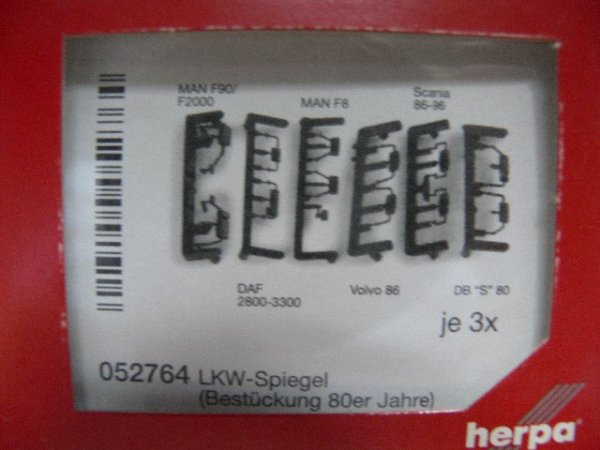 MAN F90/
F2000
MAN F8
Scania
86-96
DAF
2800-3300
Volvo 86
DB "S" 80
je 3x
052764 LKW-Spiegel
(Bestückung 80er Jahre)
herpa